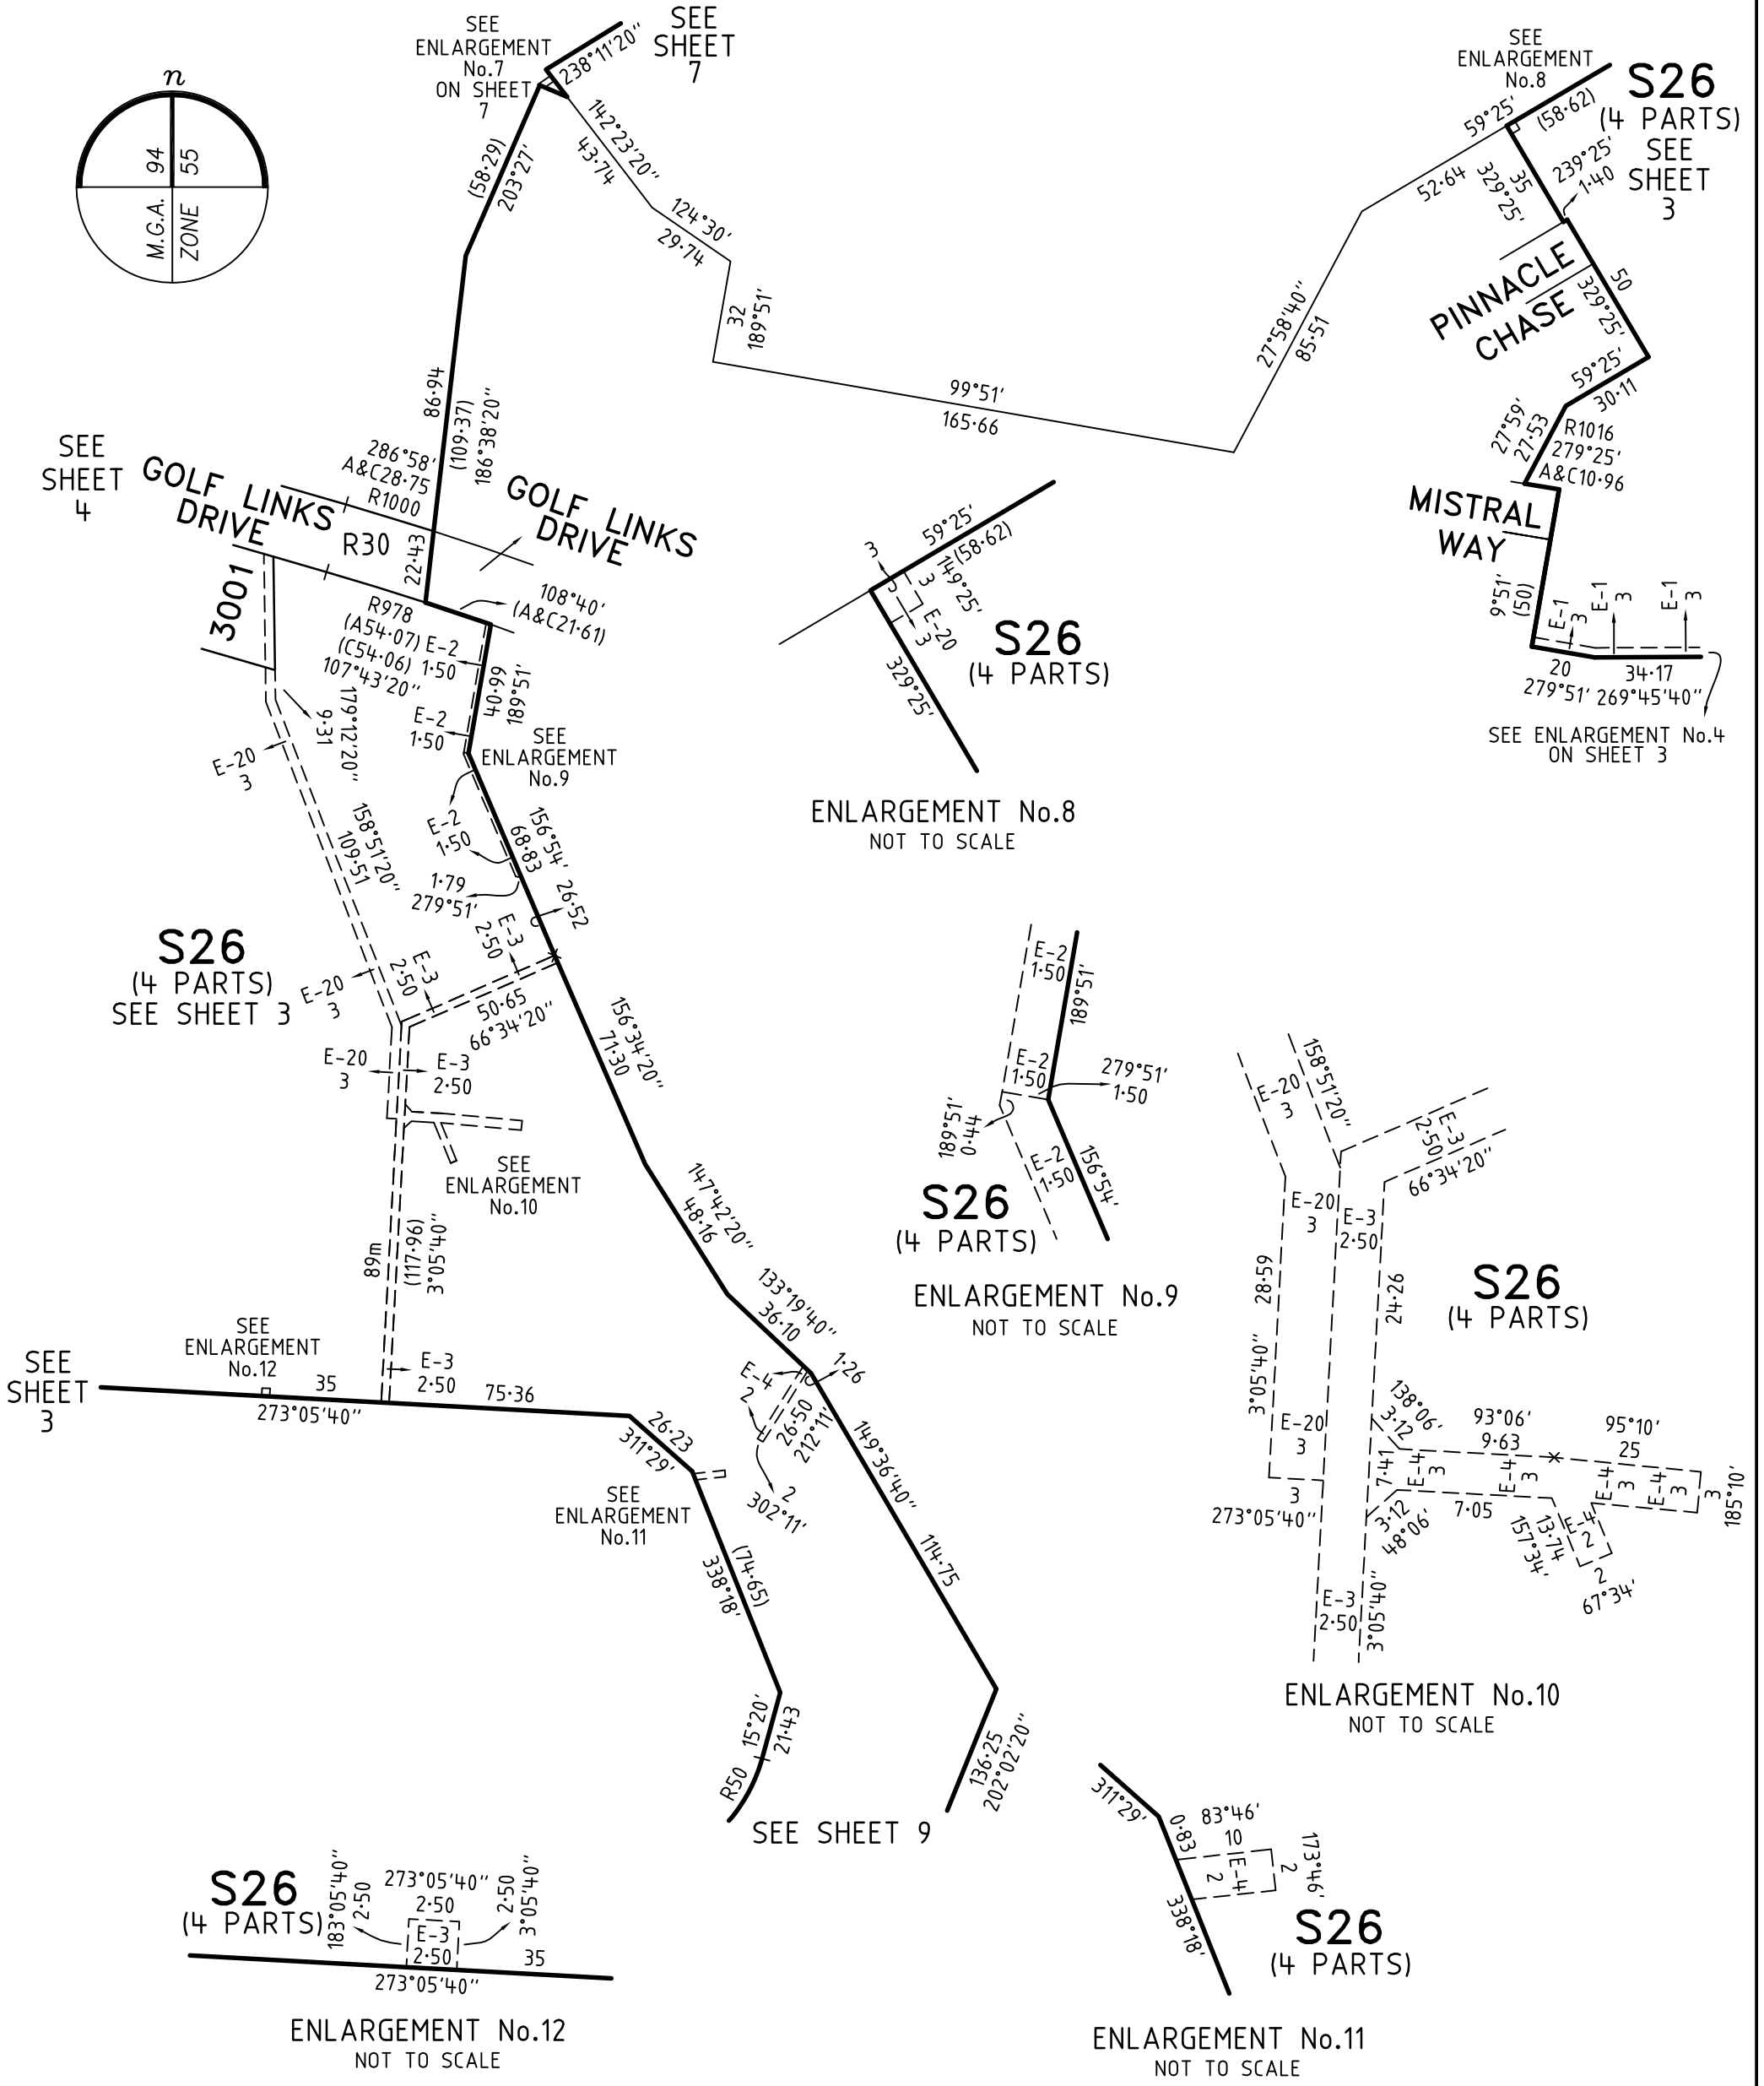 SEE
ENLARGEMENT
No.7
ON SHEET
7
SEE
SHEET
7
238°11'20"
n
M.G.A. 94
ZONE 55
(58·29)
203°27'
142°23'20"
43·74
124°30'
29·74
32
189°51'
99°51'
165·66
27°58'40"
85·51
52·64
59°25'
SEE
ENLARGEMENT
No.8
(58·62)
S26
(4 PARTS)
SEE
SHEET
3
35
329°25'
239°25'
1·40
PINNACLE
CHASE
50
329°25'
59°25'
30·11
27°59'
27·53
R1016
279°25'
A&C10·96
MISTRAL
WAY
9°51'
(50)
E-1
3
E-1
3
E-1
3
20
279°51'
34·17
269°45'40"
SEE ENLARGEMENT No.4
ON SHEET 3
86·94
(109·37)
186°38'20"
SEE
SHEET
4
GOLF LINKS
DRIVE
286°58'
A&C28·75
R1000
R30
22·43
GOLF LINKS
DRIVE
3001
R978
(A54·07)
(C54·06)
107°43'20"
108°40'
(A&C21·61)
E-2
1·50
40·99
189°51'
E-2
1·50
SEE
ENLARGEMENT
No.9
9·31
179°12'20"
E-20
3
158°51'20"
109·51
E-2
1·50
156°54'
68·83
1·79
279°51'
26·52
S26
(4 PARTS)
SEE SHEET 3
E-20
3
E-3
2·50
E-3
2·50
50·65
66°34'20"
156°34'20"
71·30
E-20
3
E-3
2·50
SEE
ENLARGEMENT
No.10
147°42'20"
48·16
89m
(117·96)
3°05'40"
133°19'40"
36·10
SEE
ENLARGEMENT
No.12
SEE
SHEET
3
35
273°05'40"
E-3
2·50
75·36
E-4
2
1·26
26·50
212°11'
2
302°11'
26·23
311°29'
SEE
ENLARGEMENT
No.11
149°36'40"
114·75
(74·65)
338°18'
15°20'
21·43
R50
136·25
202°02'20"
SEE SHEET 9
3
59°25'
(58·62)
3
149°25'
E-20
3
329°25'
S26
(4 PARTS)
ENLARGEMENT No.8
NOT TO SCALE
E-2
1·50
189°51'
E-2
1·50
279°51'
1·50
189°51'
0·44
E-2
1·50
156°54'
S26
(4 PARTS)
ENLARGEMENT No.9
NOT TO SCALE
E-20
3
158°51'20"
E-3
2·50
66°34'20"
E-20
3
E-3
2·50
28·59
3°05'40"
24·26
S26
(4 PARTS)
E-20
3
3
273°05'40"
138°06'
3·12
93°06'
9·63
95°10'
25
7·41
E-4
3
E-4
3
E-4
3
E-4
3
3
185°10'
3·12
48°06'
7·05
157°34'
13·74
E-4
2
2
67°34'
E-3
2·50
3°05'40"
ENLARGEMENT No.10
NOT TO SCALE
311°29'
0·83
83°46'
10
E-4
2
2
173°46'
338°18'
S26
(4 PARTS)
ENLARGEMENT No.11
NOT TO SCALE
S26
(4 PARTS)
183°05'40"
2·50
273°05'40"
2·50
2·50
3°05'40"
E-3
2·50
35
273°05'40"
ENLARGEMENT No.12
NOT TO SCALE